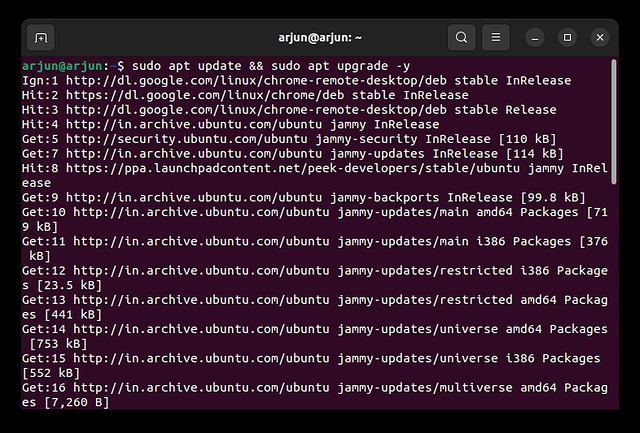 arjun@arjun: ~
arjun@arjun:~$ sudo apt update && sudo apt upgrade -y
Ign:1 http://dl.google.com/linux/chrome-remote-desktop/deb stable InRelease
Hit:2 https://dl.google.com/linux/chrome/deb stable InRelease
Hit:3 http://dl.google.com/linux/chrome-remote-desktop/deb stable Release
Hit:4 http://in.archive.ubuntu.com/ubuntu jammy InRelease
Get:5 http://security.ubuntu.com/ubuntu jammy-security InRelease [110 kB]
Get:7 http://in.archive.ubuntu.com/ubuntu jammy-updates InRelease [114 kB]
Hit:8 https://ppa.launchpadcontent.net/peek-developers/stable/ubuntu jammy InRel
ease
Get:9 http://in.archive.ubuntu.com/ubuntu jammy-backports InRelease [99.8 kB]
Get:10 http://in.archive.ubuntu.com/ubuntu jammy-updates/main amd64 Packages [71
9 kB]
Get:11 http://in.archive.ubuntu.com/ubuntu jammy-updates/main i386 Packages [376
 kB]
Get:12 http://in.archive.ubuntu.com/ubuntu jammy-updates/restricted i386 Package
s [23.5 kB]
Get:13 http://in.archive.ubuntu.com/ubuntu jammy-updates/restricted amd64 Packag
es [441 kB]
Get:14 http://in.archive.ubuntu.com/ubuntu jammy-updates/universe amd64 Packages
 [753 kB]
Get:15 http://in.archive.ubuntu.com/ubuntu jammy-updates/universe i386 Packages
[552 kB]
Get:16 http://in.archive.ubuntu.com/ubuntu jammy-updates/multiverse amd64 Packag
es [7,260 B]